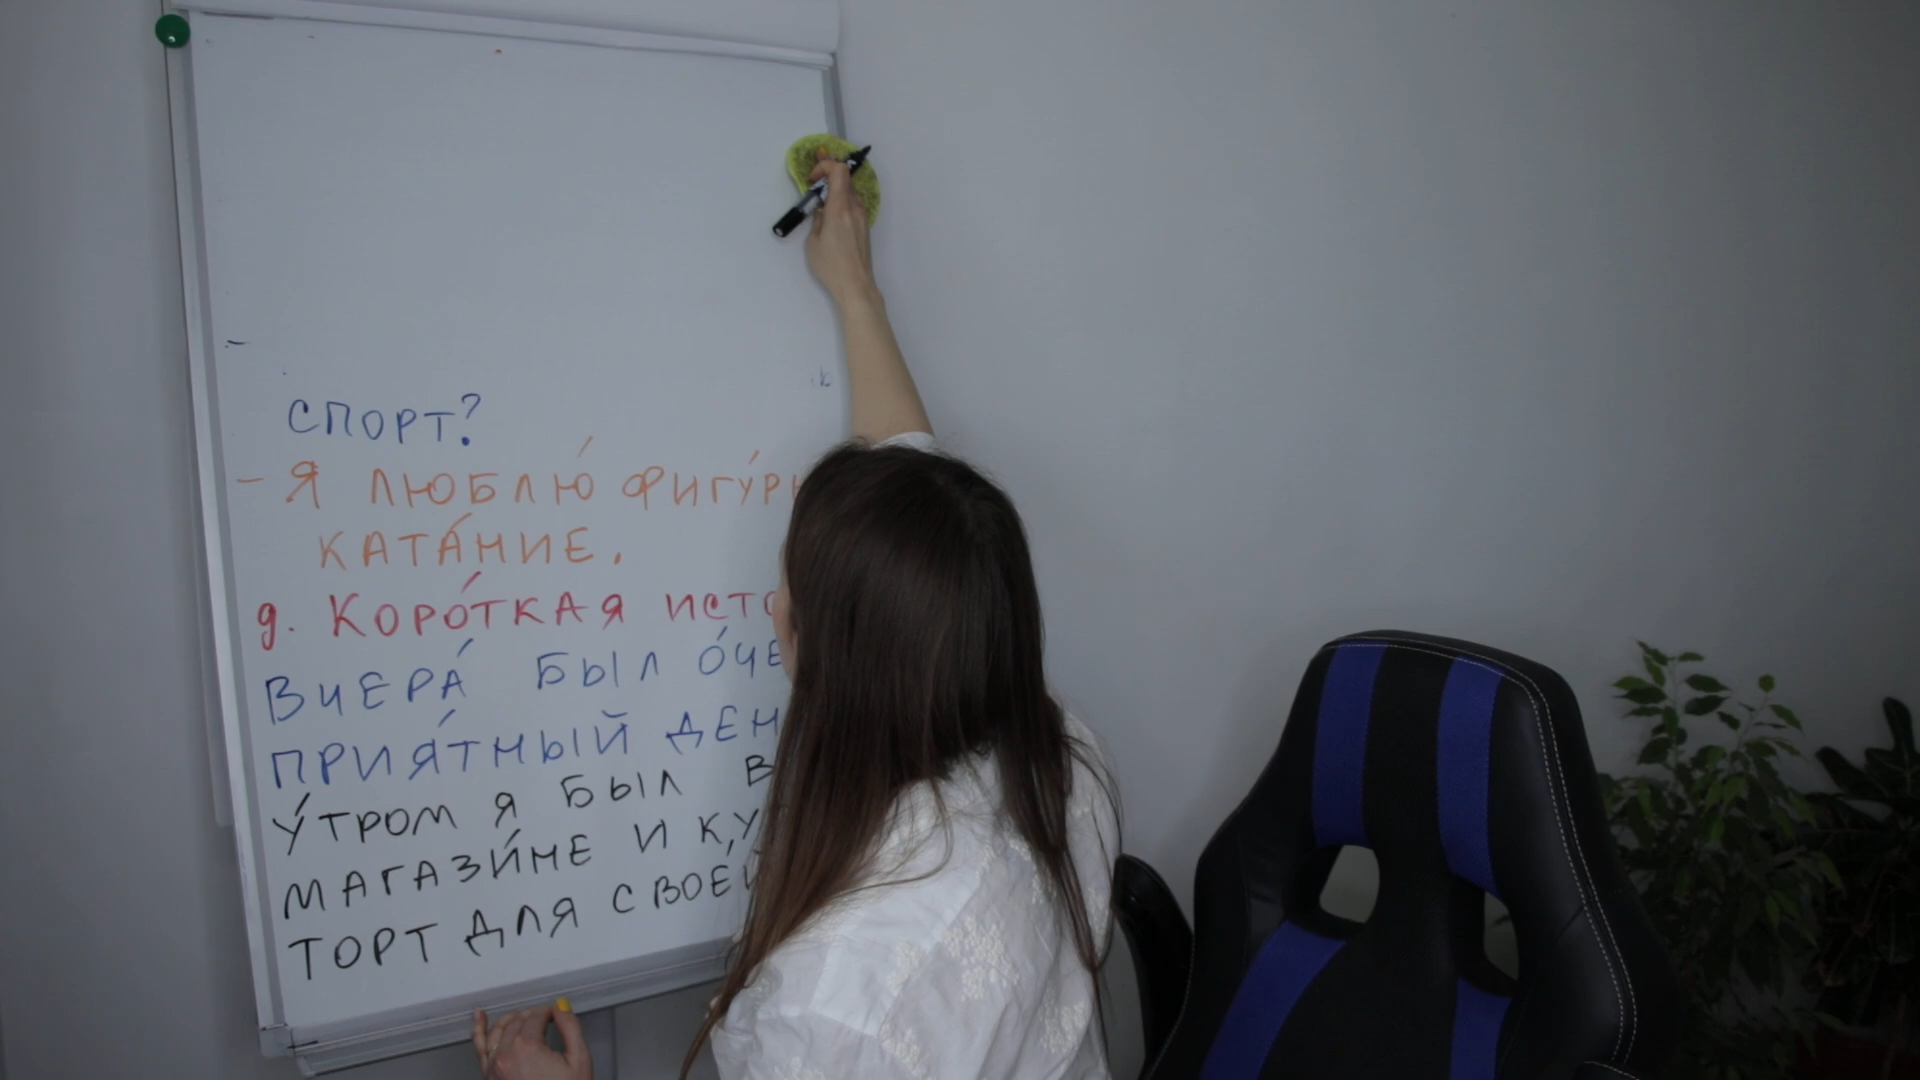 СПОРТ?
- Я ЛЮБЛЮ́ ФИГУ́РН
КАТА́НИЕ.
9. КОРО́ТКАЯ ИСТО
ВЧЕРА́ БЫЛ О́ЧЕ
ПРИЯ́ТНЫЙ ДЕН
У́ТРОМ Я БЫЛ В
МАГАЗИ́НЕ И КУ
ТОРТ ДЛЯ СВОЕЙ